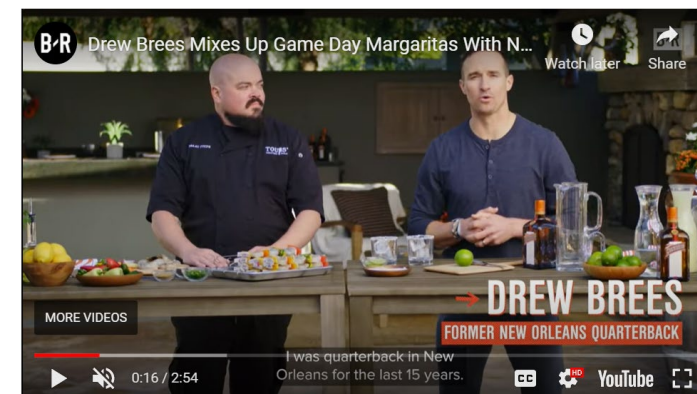 B/R
Drew Brees Mixes Up Game Day Margaritas With N...
Watch later
Share
MORE VIDEOS
DREW BREES
FORMER NEW ORLEANS QUARTERBACK
I was quarterback in New
Orleans for the last 15 years.
0:16 / 2:54
CC
HD
YouTube